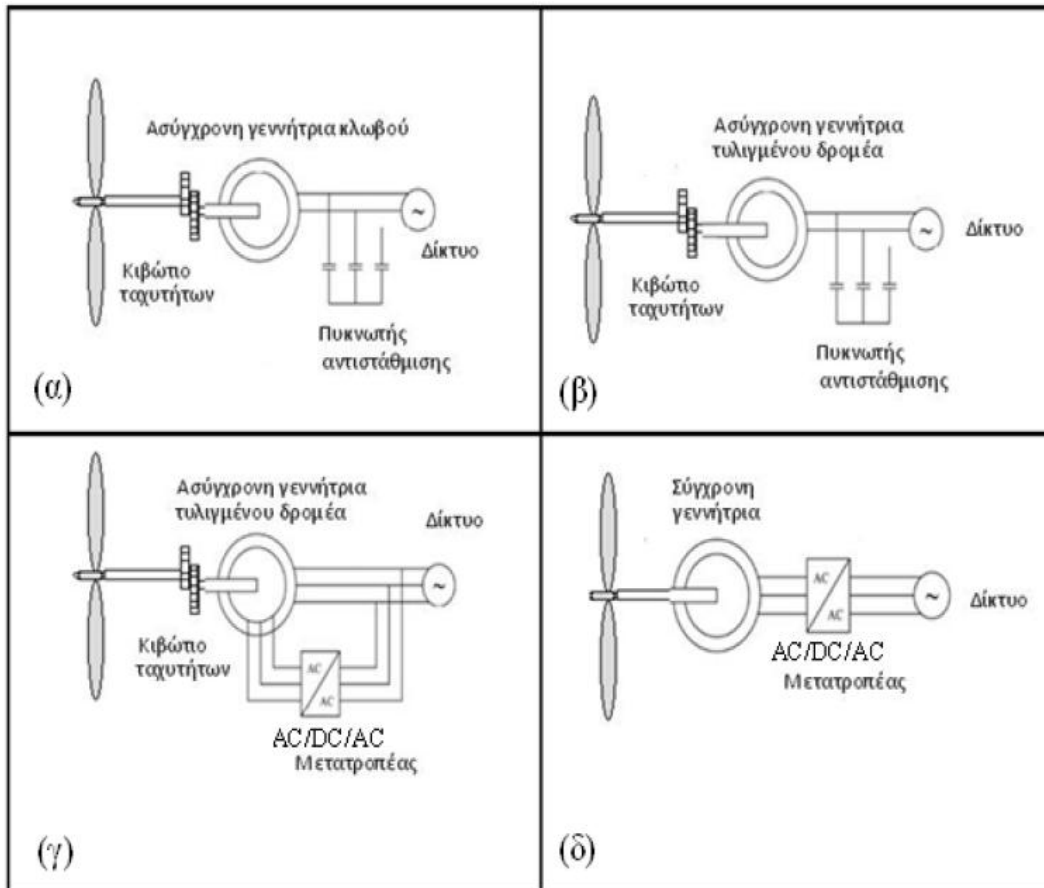 Ασύγχρονη γεννήτρια κλωβού
Δίκτυο
~
Κιβώτιο
ταχυτήτων
Πυκνωτής
αντιστάθμισης
(α)
Ασύγχρονη γεννήτρια
τυλιγμένου δρομέα
Δίκτυο
~
Κιβώτιο
ταχυτήτων
Πυκνωτής
αντιστάθμισης
(β)
Ασύγχρονη γεννήτρια
τυλιγμένου δρομέα
Δίκτυο
~
Κιβώτιο
ταχυτήτων
AC
AC
AC/DC/AC
Μετατροπέας
(γ)
Σύγχρονη
γεννήτρια
AC
AC
~
Δίκτυο
AC/DC/AC
Μετατροπέας
(δ)